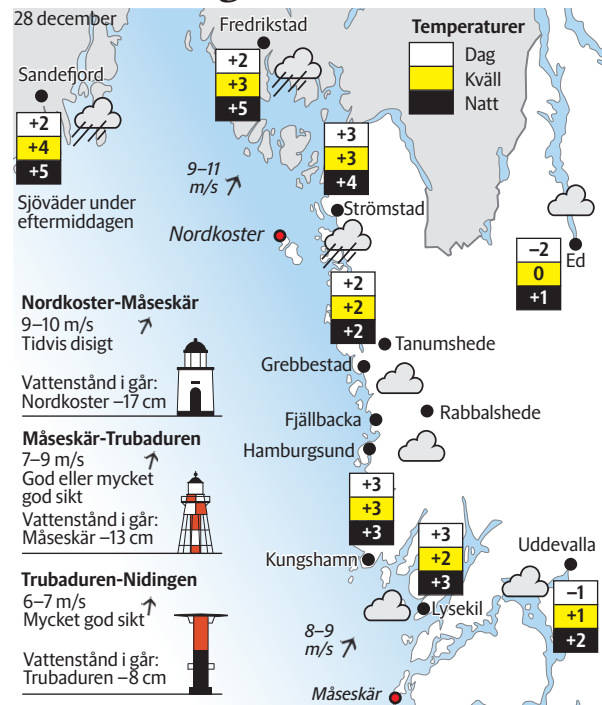 28 december
Fredrikstad
+2
+3
+5
Temperaturer
Dag
Kväll
Natt
Sandefjord
+2
+4
+5
+3
+3
+4
9–11
m/s
Sjöväder under
eftermiddagen
Strömstad
Nordkoster
Ed
–2
0
+1
+2
+2
+2
Tanumshede
Grebbestad
Rabbalshede
Fjällbacka
Hamburgsund
Nordkoster-Måseskär
9–10 m/s
Tidvis disigt
Vattenstånd i går:
Nordkoster –17 cm
Måseskär-Trubaduren
7–9 m/s
God eller mycket
god sikt
Vattenstånd i går:
Måseskär –13 cm
+3
+3
+3
Kungshamn
+3
+2
+3
Lysekil
Uddevalla
–1
+1
+2
Trubaduren-Nidingen
6–7 m/s
Mycket god sikt
Vattenstånd i går:
Trubaduren –8 cm
8–9
m/s
Måseskär